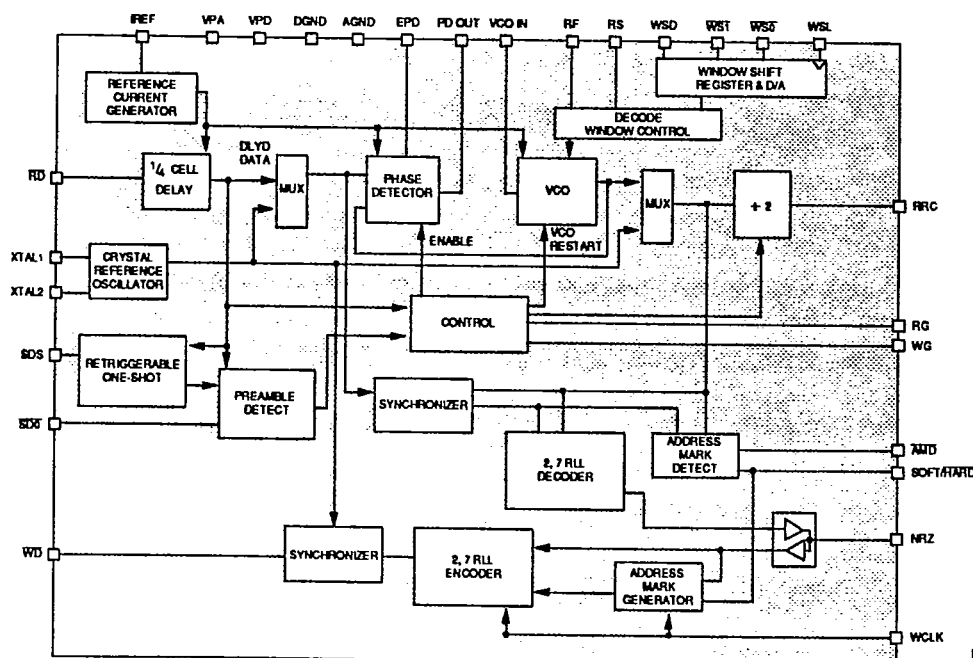 IREF VPA VPD DGND AGND EPD PD OUT VCO IN RF RS WSD WS1 WS0 WSL
REFERENCE
CURRENT
GENERATOR
WINDOW SHIFT
REGISTER & D/A
DECODE
WINDOW CONTROL
RD
1/4 CELL
DELAY
DLYD
DATA
MUX
PHASE
DETECTOR
VCO
MUX
÷ 2
RRC
ENABLE
VCO
RESTART
XTAL1
XTAL2
CRYSTAL
REFERENCE
OSCILLATOR
CONTROL
RG
WG
SDS
RETRIGGERABLE
ONE-SHOT
SDO
PREAMBLE
DETECT
SYNCHRONIZER
2, 7 RLL
DECODER
ADDRESS
MARK
DETECT
AMD
SOFT/HARD
NRZ
WD
SYNCHRONIZER
2, 7 RLL
ENCODER
ADDRESS
MARK
GENERATOR
WCLK